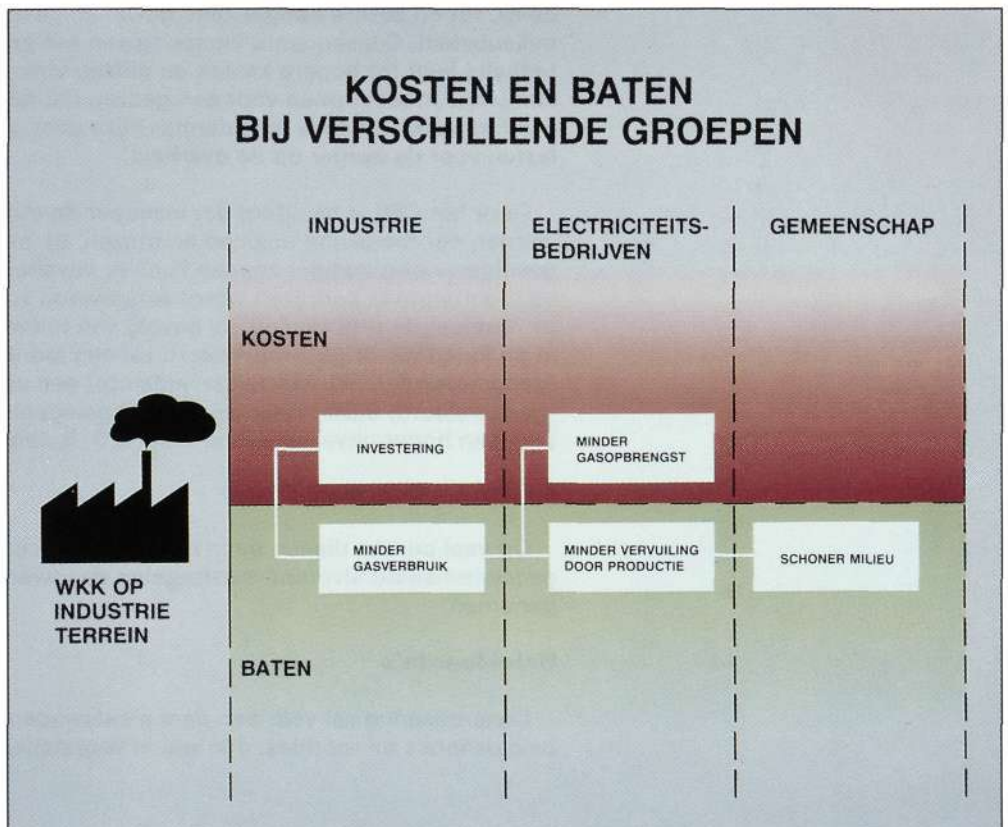 KOSTEN EN BATEN
BIJ VERSCHILLENDE GROEPEN
INDUSTRIE
ELECTRICITEITS-
BEDRIJVEN
GEMEENSCHAP
KOSTEN
INVESTERING
MINDER
GASOPBRENGST
MINDER
GASVERBRUIK
MINDER VERVUILING
DOOR PRODUCTIE
SCHONER MILIEU
WKK OP
INDUSTRIE
TERREIN
BATEN